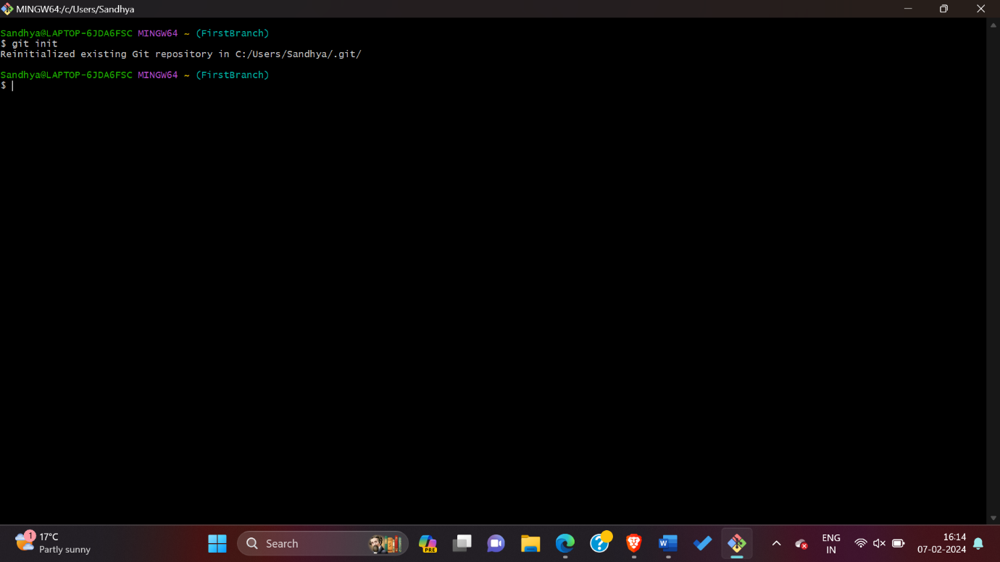 MINGW64:/c/Users/Sandhya
Sandhya@LAPTOP-6JDA6FSC MINGW64 ~ (FirstBranch)
$ git init
Reinitialized existing Git repository in C:/Users/Sandhya/.git/
Sandhya@LAPTOP-6JDA6FSC MINGW64 ~ (FirstBranch)
$
1
17°C
Partly sunny
Search
PRE
W
ENG
IN
16:14
07-02-2024